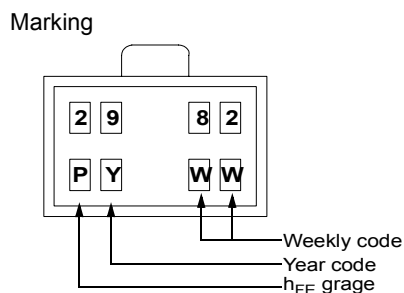 Marking
2 9 8 2
P Y W W
Weekly code
Year code
hFE grage